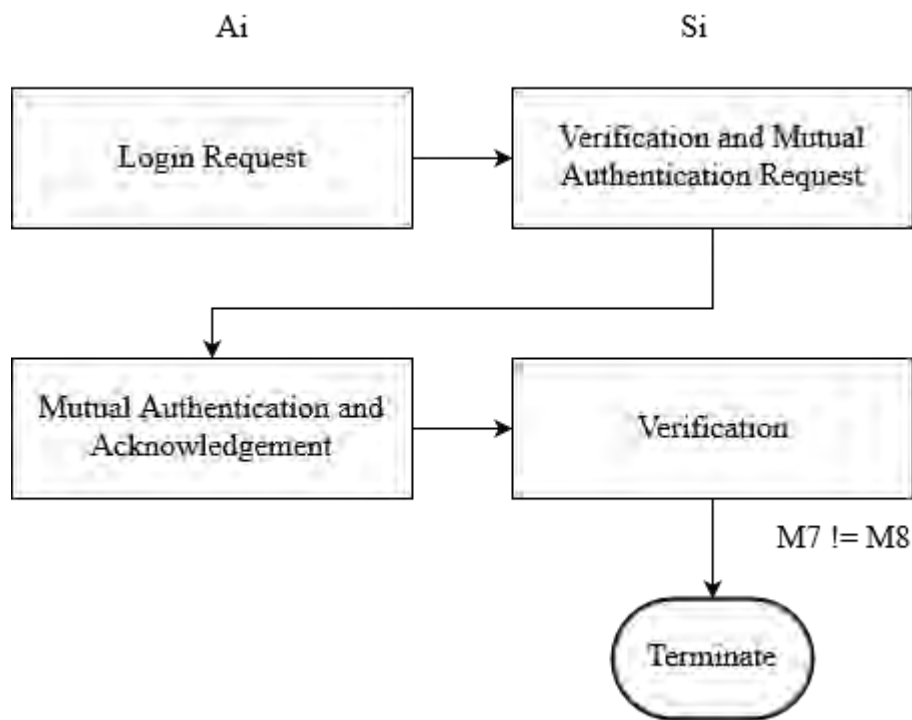 Ai
Si
Login Request
Verification and Mutual
Authentication Request
Mutual Authentication and
Acknowledgement
Verification
M7 != M8
Terminate